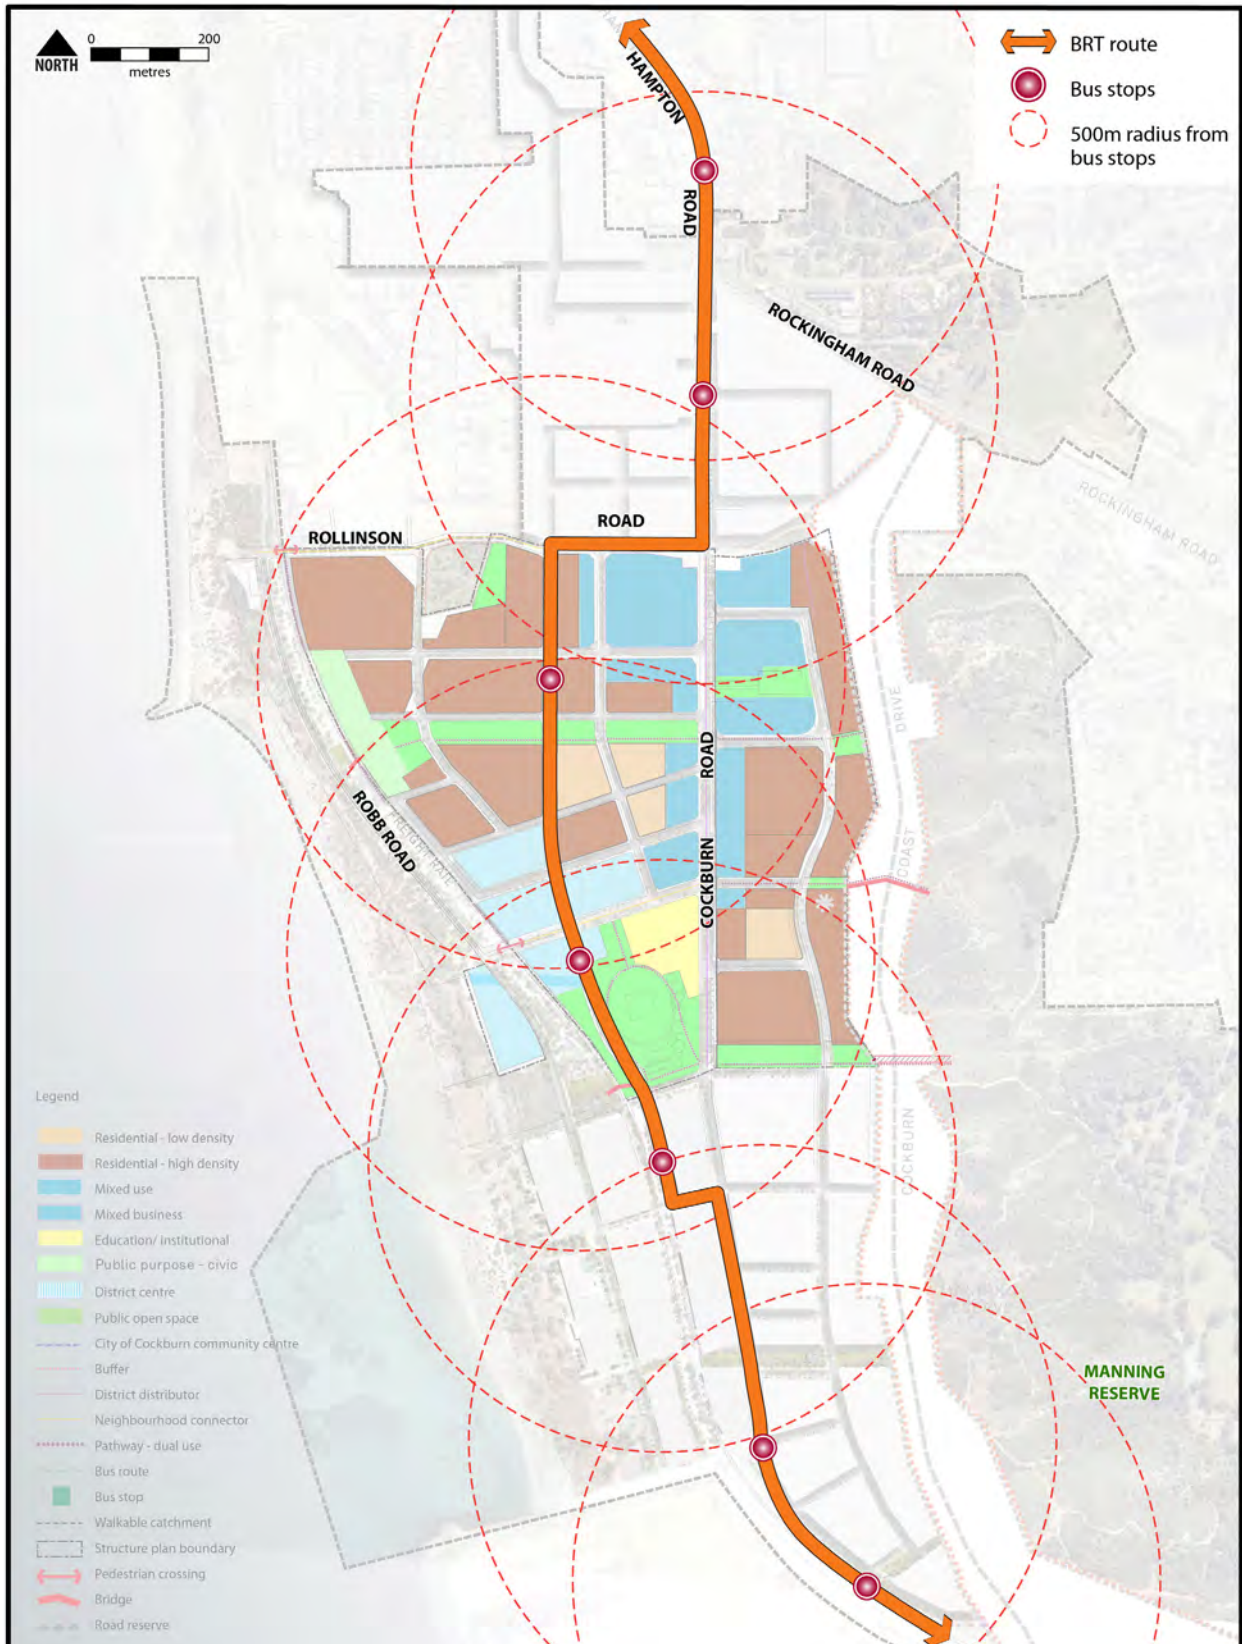 0 200
metres
NORTH
BRT route
Bus stops
500m radius from
bus stops
HAMPTON
ROAD
ROCKINGHAM ROAD
ROCKINGHAM ROAD
ROLLINSON
ROAD
ROBB ROAD
FREIGHT RAIL
COCKBURN
ROAD
DRIVE
COAST
COCKBURN
MANNING
RESERVE
Legend
Residential - low density
Residential - high density
Mixed use
Mixed business
Education/ institutional
Public purpose - civic
District centre
Public open space
City of Cockburn community centre
Buffer
District distributor
Neighbourhood connector
Pathway - dual use
Bus route
Bus stop
Walkable catchment
Structure plan boundary
Pedestrian crossing
Bridge
Road reserve